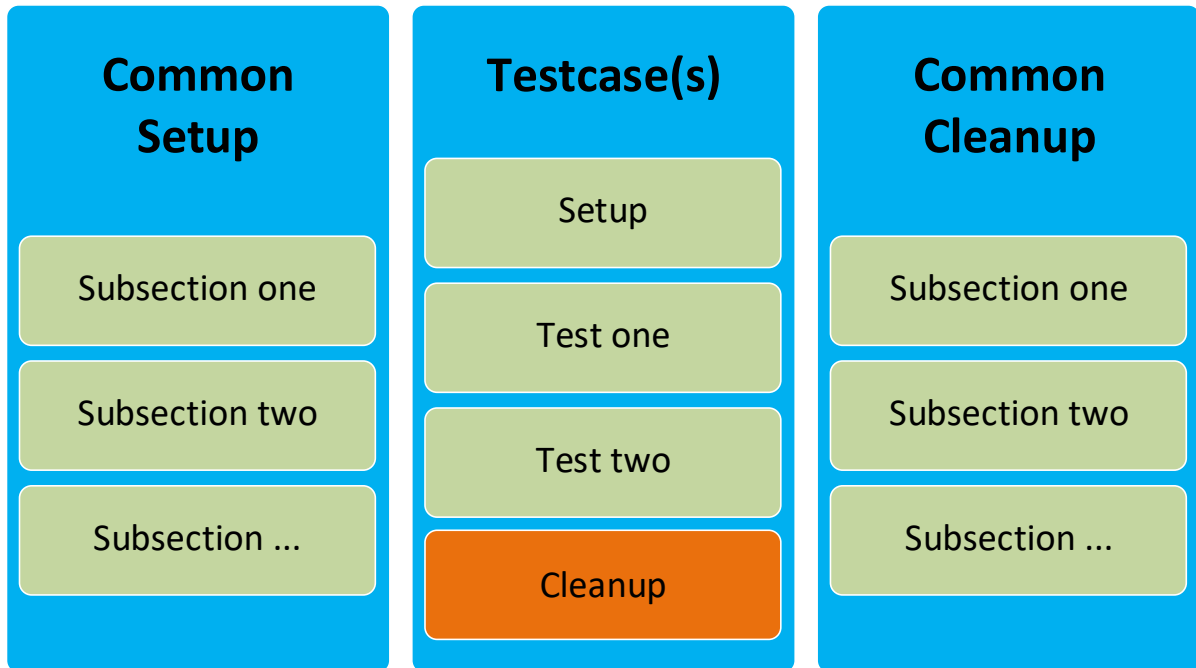 Common
Setup
Subsection one
Subsection two
Subsection ...
Testcase(s)
Setup
Test one
Test two
Cleanup
Common
Cleanup
Subsection one
Subsection two
Subsection ...